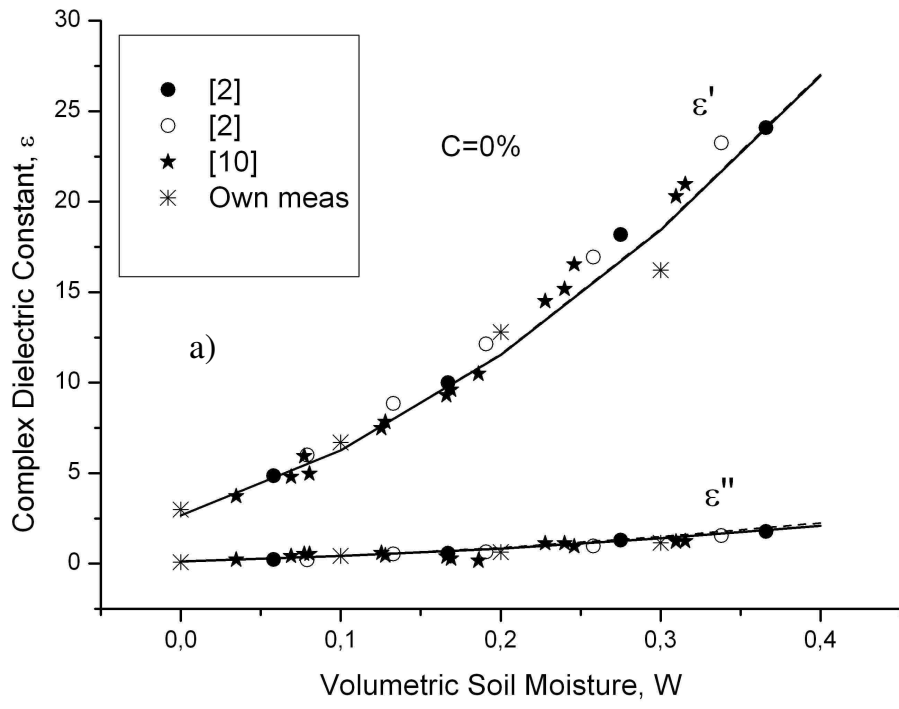 30
25
20
15
10
5
0
Complex Dielectric Constant, ε
[2]
[2]
[10]
Own meas
C=0%
ε'
a)
ε"
0,0
0,1
0,2
0,3
0,4
Volumetric Soil Moisture, W